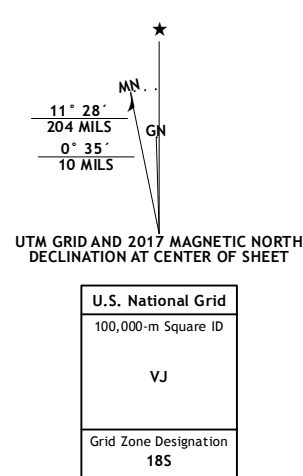 ★
MN
11° 28´
204 MILS
GN
0° 35´
10 MILS
UTM GRID AND 2017 MAGNETIC NORTH
DECLINATION AT CENTER OF SHEET
U.S. National Grid
100,000-m Square ID
VJ
Grid Zone Designation
18S